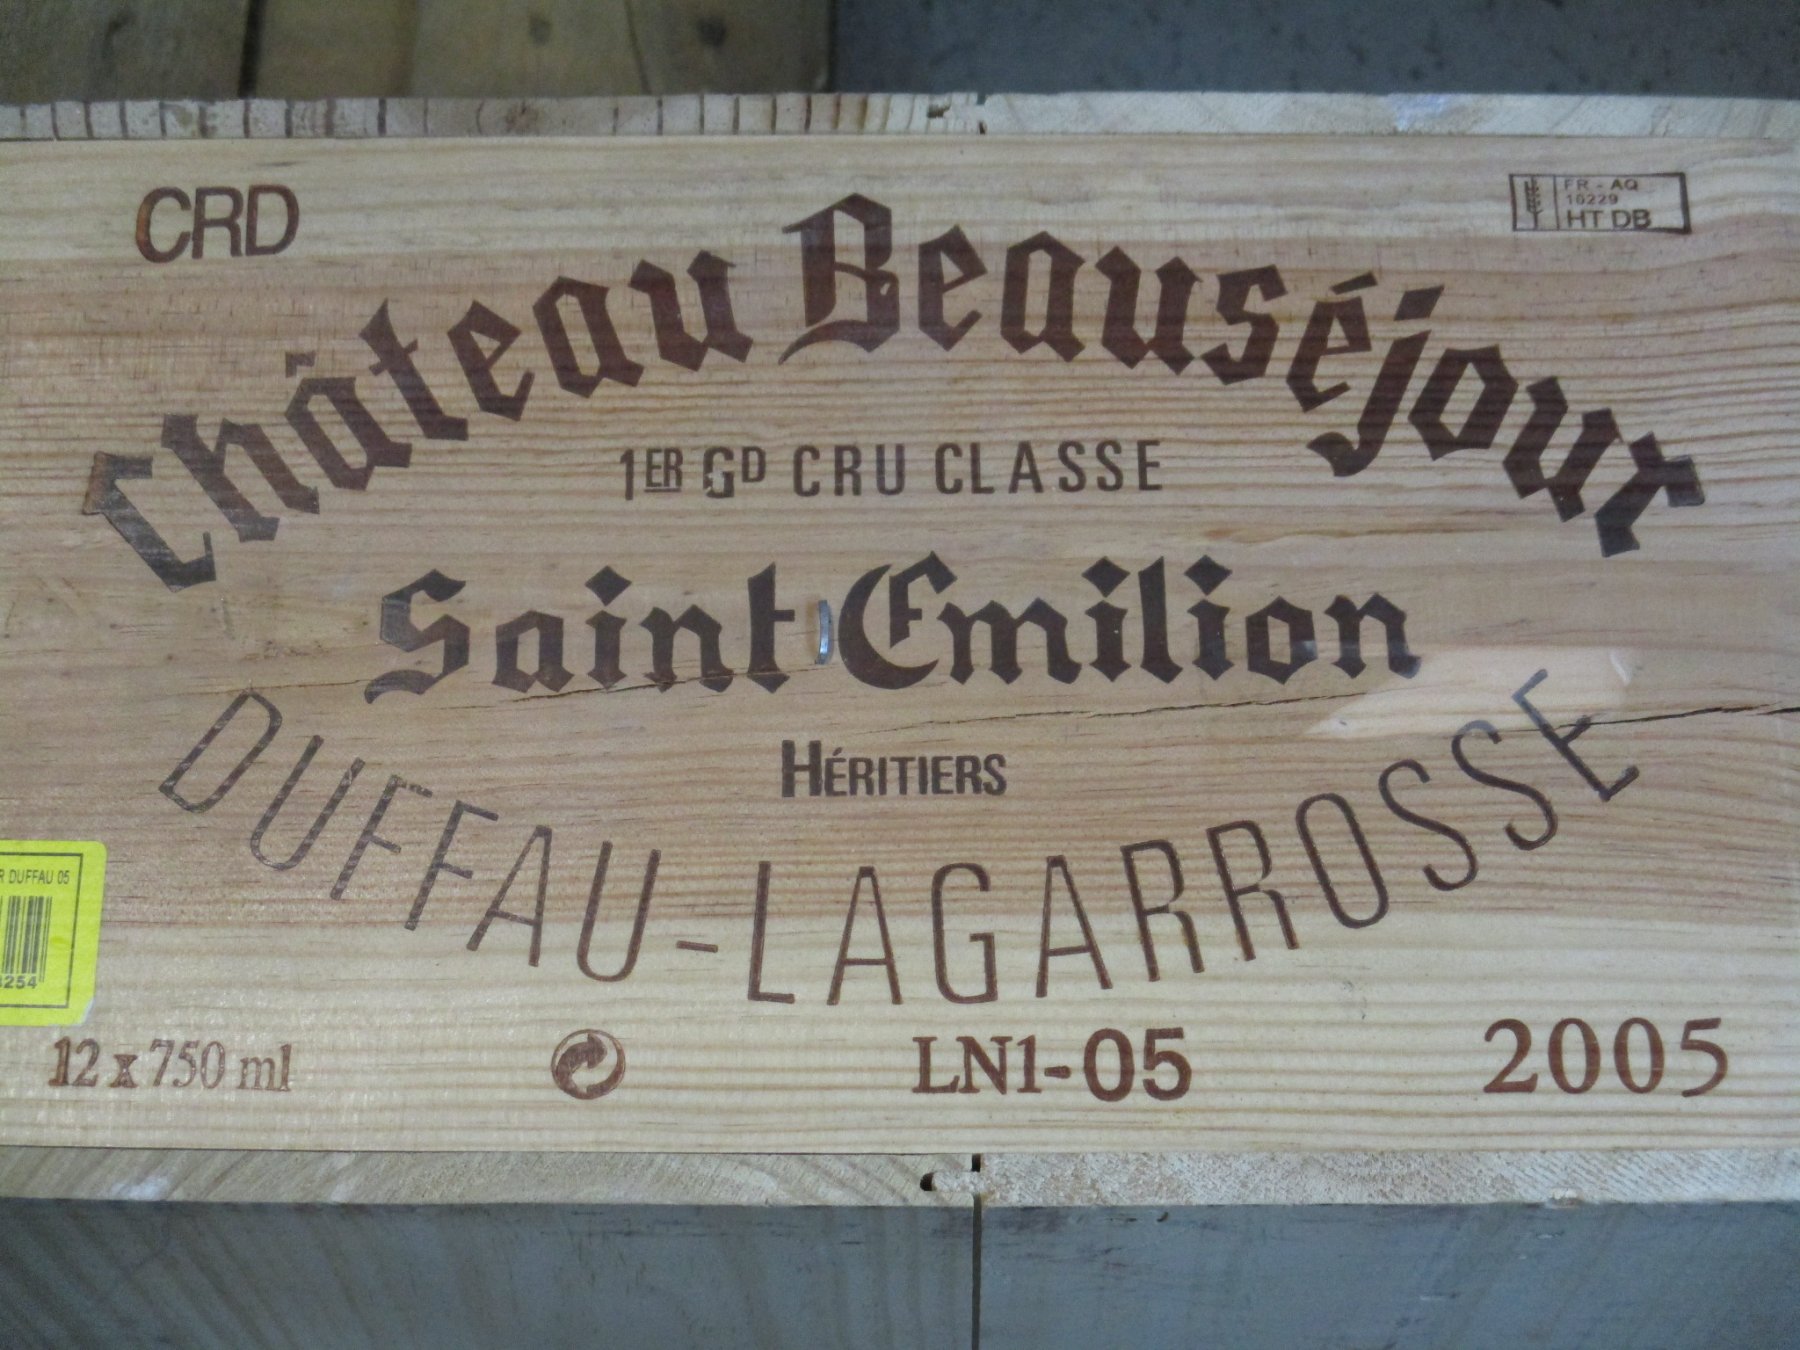 CRD
FR - AQ
10229
HT DB
Château Beauséjour
1ER GD CRU CLASSE
Saint Emilion
HÉRITIERS
DUFFAU-LAGARROSSE
R DUFFAU 05
254
12 x 750 ml
LN1-05
2005